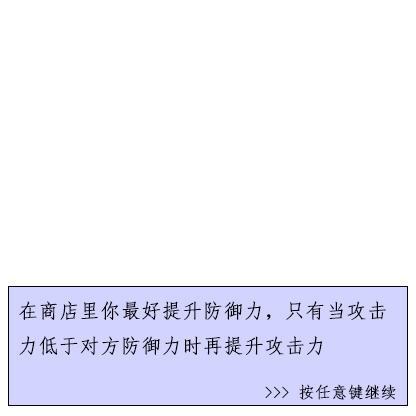 在商店里你最好提升防御力，只有当攻击
力低于对方防御力时再提升攻击力
>>> 按任意键继续